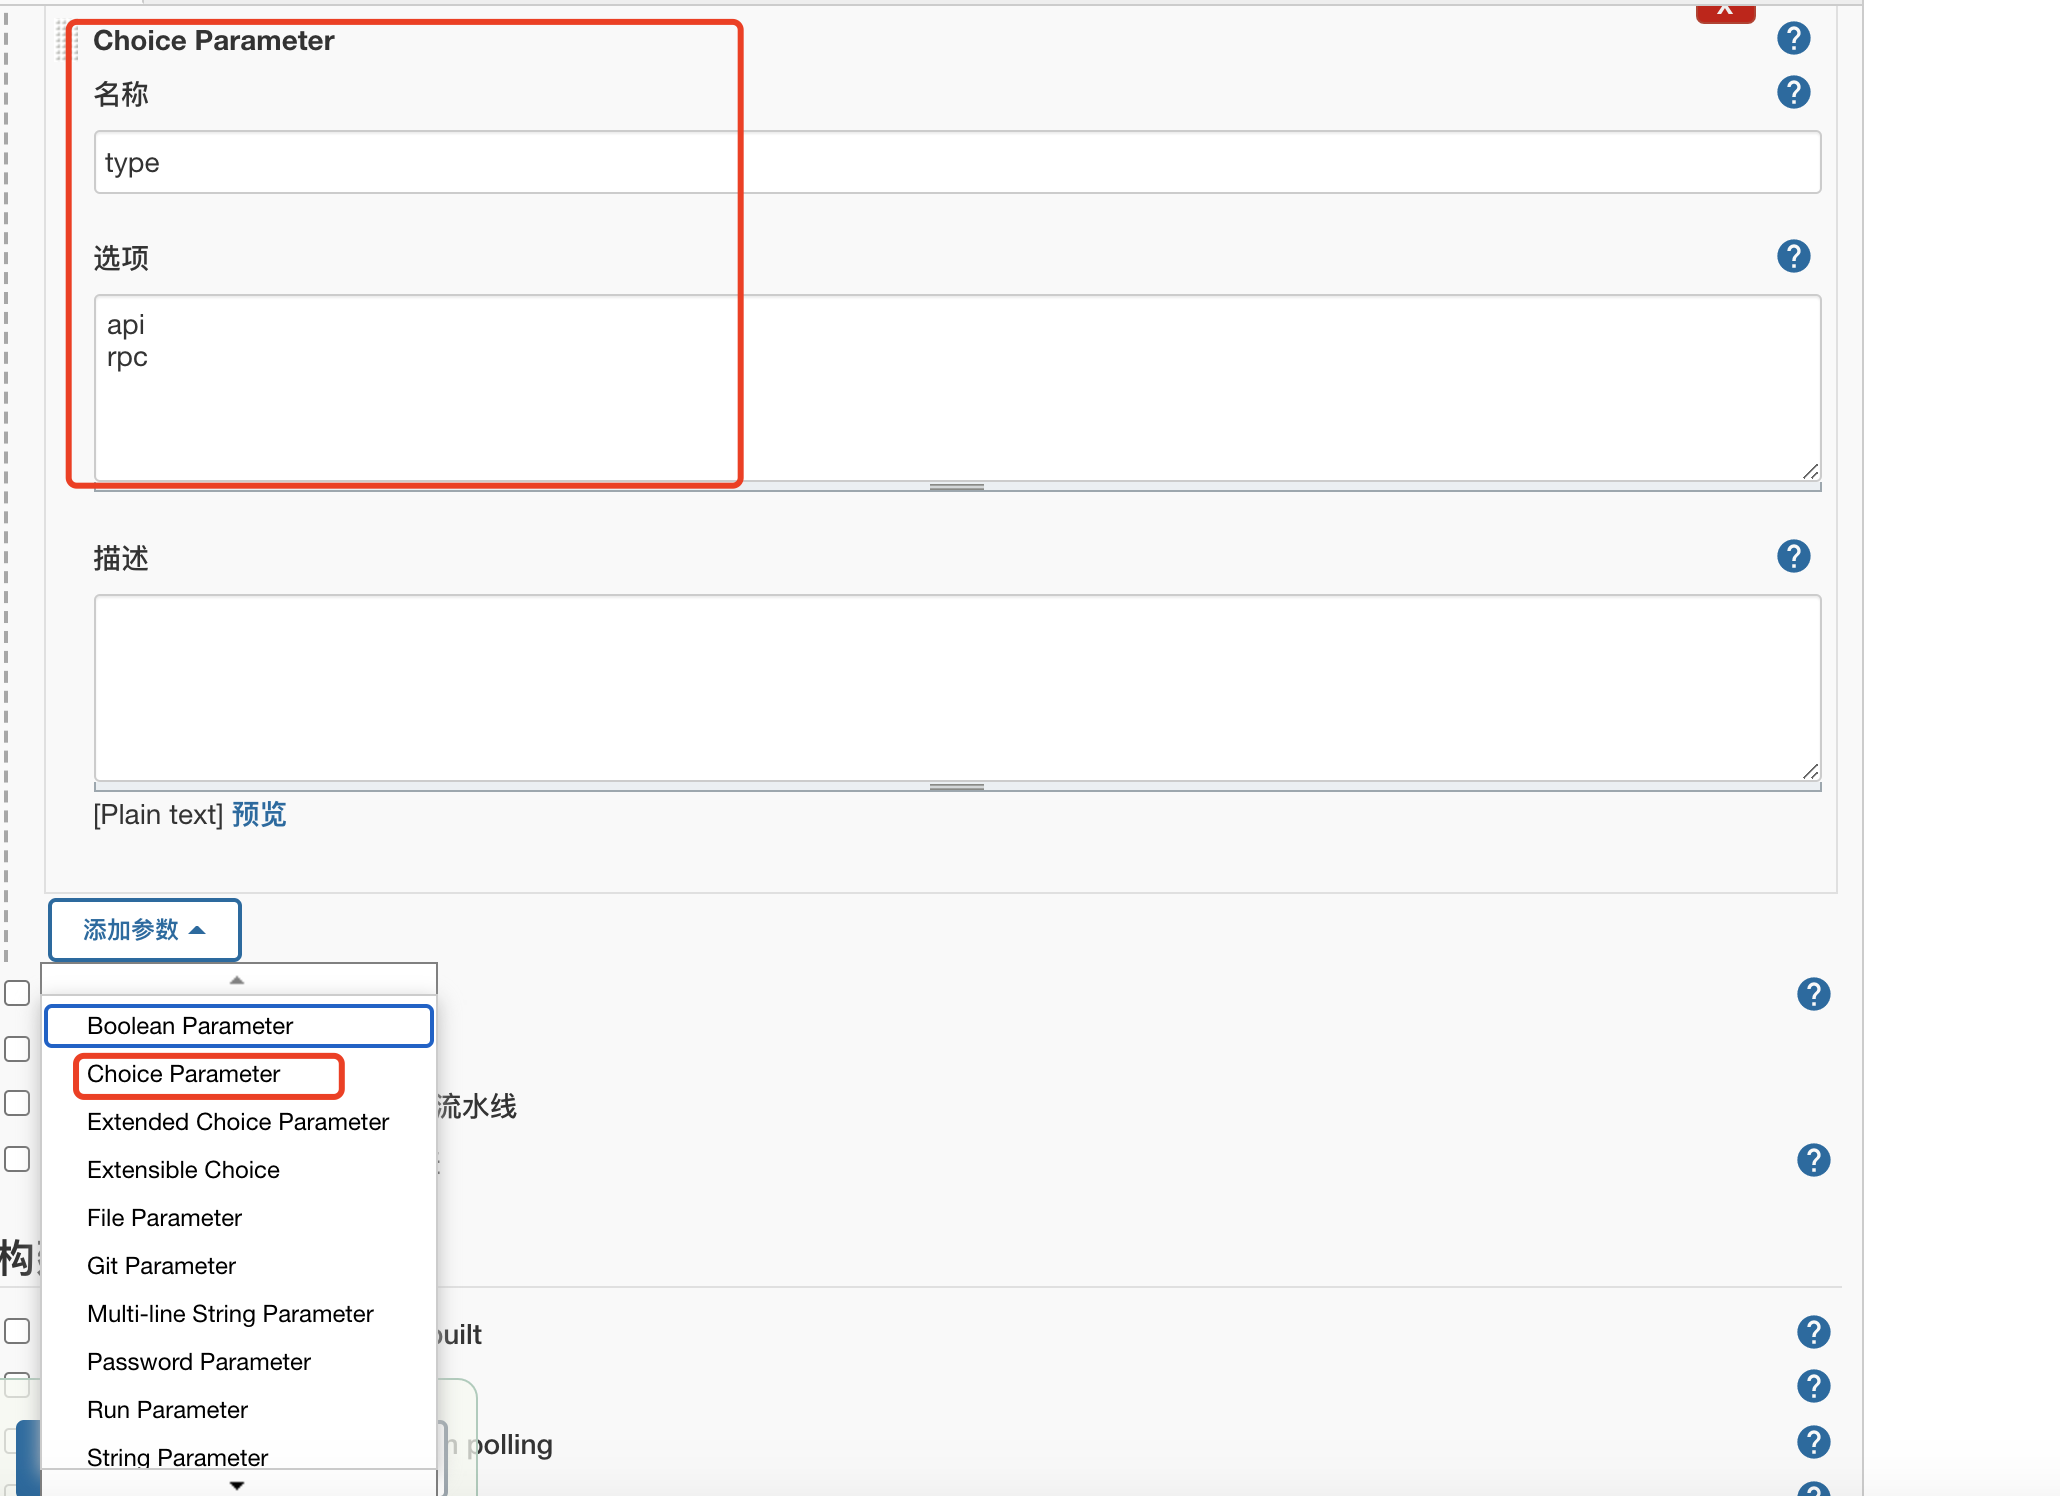 X
Choice Parameter
名称
type
选项
api
rpc
描述
[Plain text] 预览
添加参数
Boolean Parameter
Choice Parameter
Extended Choice Parameter
流水线
Extensible Choice
File Parameter
Git Parameter
构
Multi-line String Parameter
uilt
Password Parameter
Run Parameter
polling
String Parameter